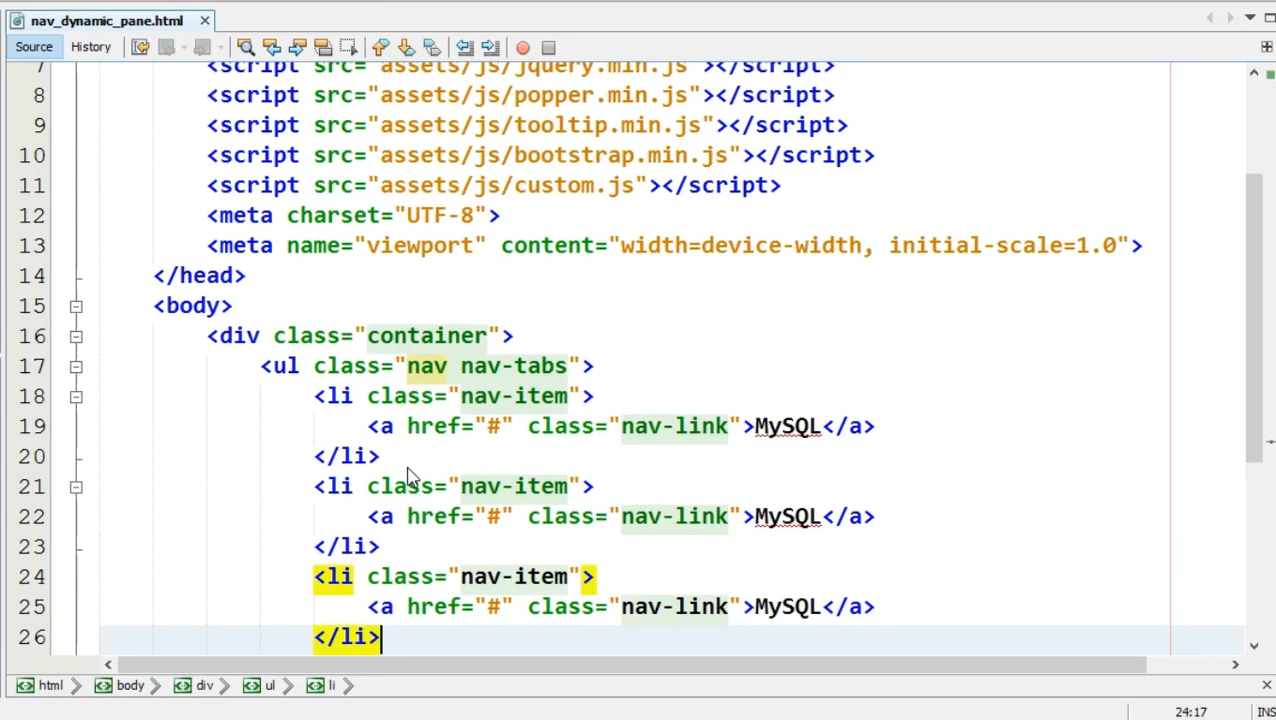 nav_dynamic_pane.html
Source History
7 <script src="assets/js/jquery.min.js"></script>
8 <script src="assets/js/popper.min.js"></script>
9 <script src="assets/js/tooltip.min.js"></script>
10 <script src="assets/js/bootstrap.min.js"></script>
11 <script src="assets/js/custom.js"></script>
12 <meta charset="UTF-8">
13 <meta name="viewport" content="width=device-width, initial-scale=1.0">
14 </head>
15 <body>
16 <div class="container">
17 <ul class="nav nav-tabs">
18 <li class="nav-item">
19 <a href="#" class="nav-link">MySQL</a>
20 </li>
21 <li class="nav-item">
22 <a href="#" class="nav-link">MySQL</a>
23 </li>
24 <li class="nav-item">
25 <a href="#" class="nav-link">MySQL</a>
26 </li>
html body div ul li
24:17 INS